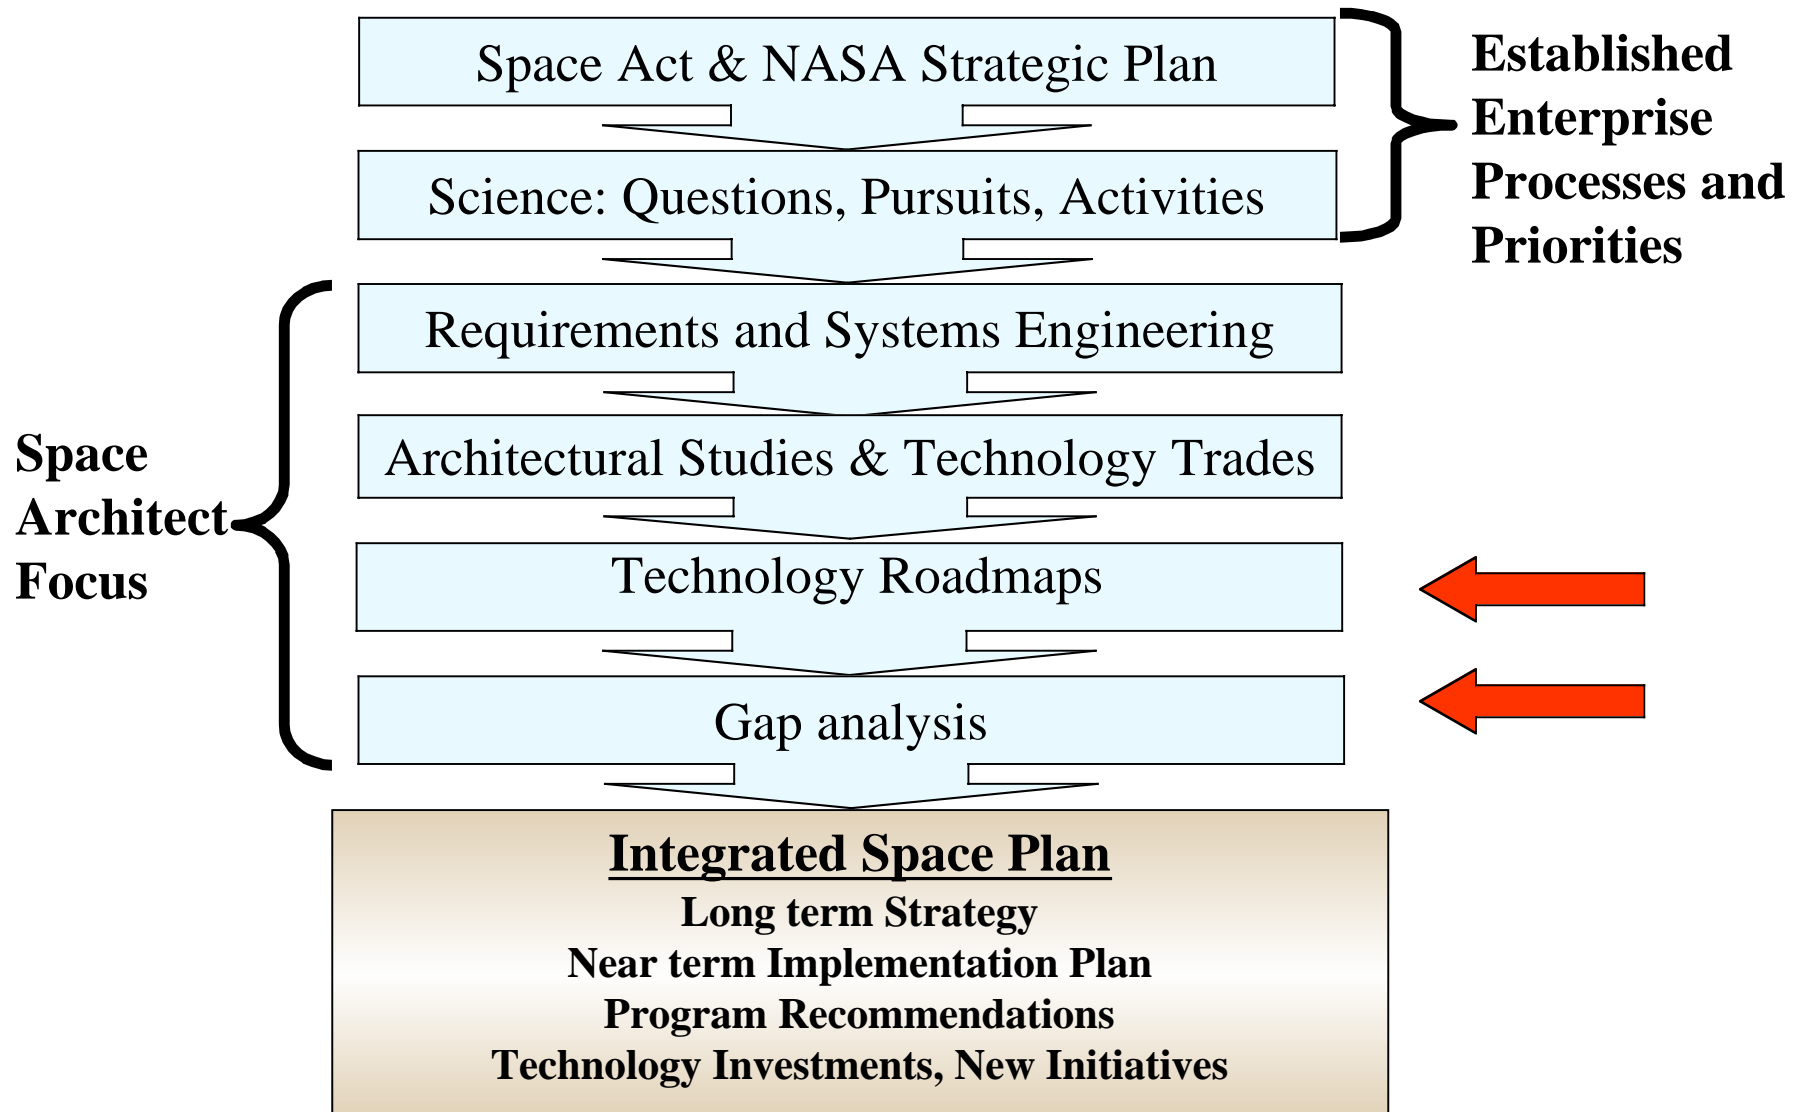 Space Act & NASA Strategic Plan
Established
Enterprise
Processes and
Priorities
Science: Questions, Pursuits, Activities
Requirements and Systems Engineering
Space
Architect
Focus
Architectural Studies & Technology Trades
Technology Roadmaps
Gap analysis
Integrated Space Plan
Long term Strategy
Near term Implementation Plan
Program Recommendations
Technology Investments, New Initiatives